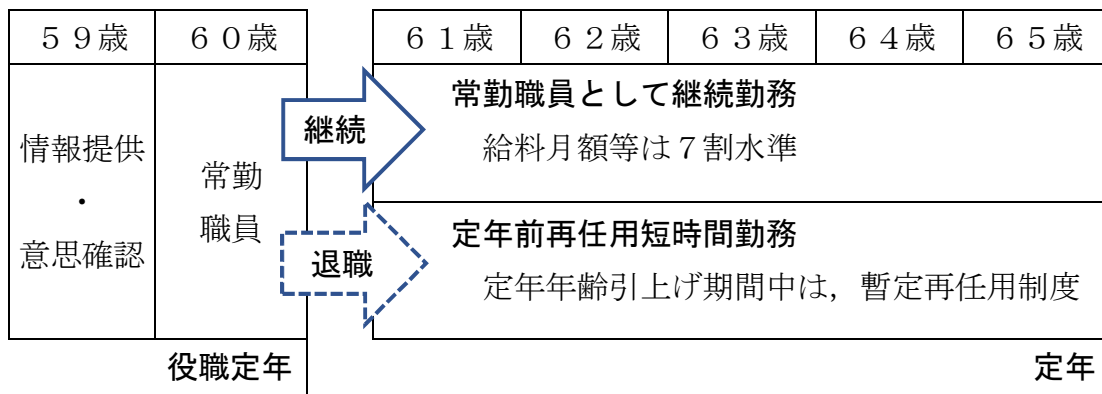 ５９歳 ６０歳 ６１歳 ６２歳 ６３歳 ６４歳 ６５歳
情報提供
・
意思確認
常勤
職員
継続
常勤職員として継続勤務
給料月額等は７割水準
退職
定年前再任用短時間勤務
定年年齢引上げ期間中は，暫定再任用制度
役職定年
定年